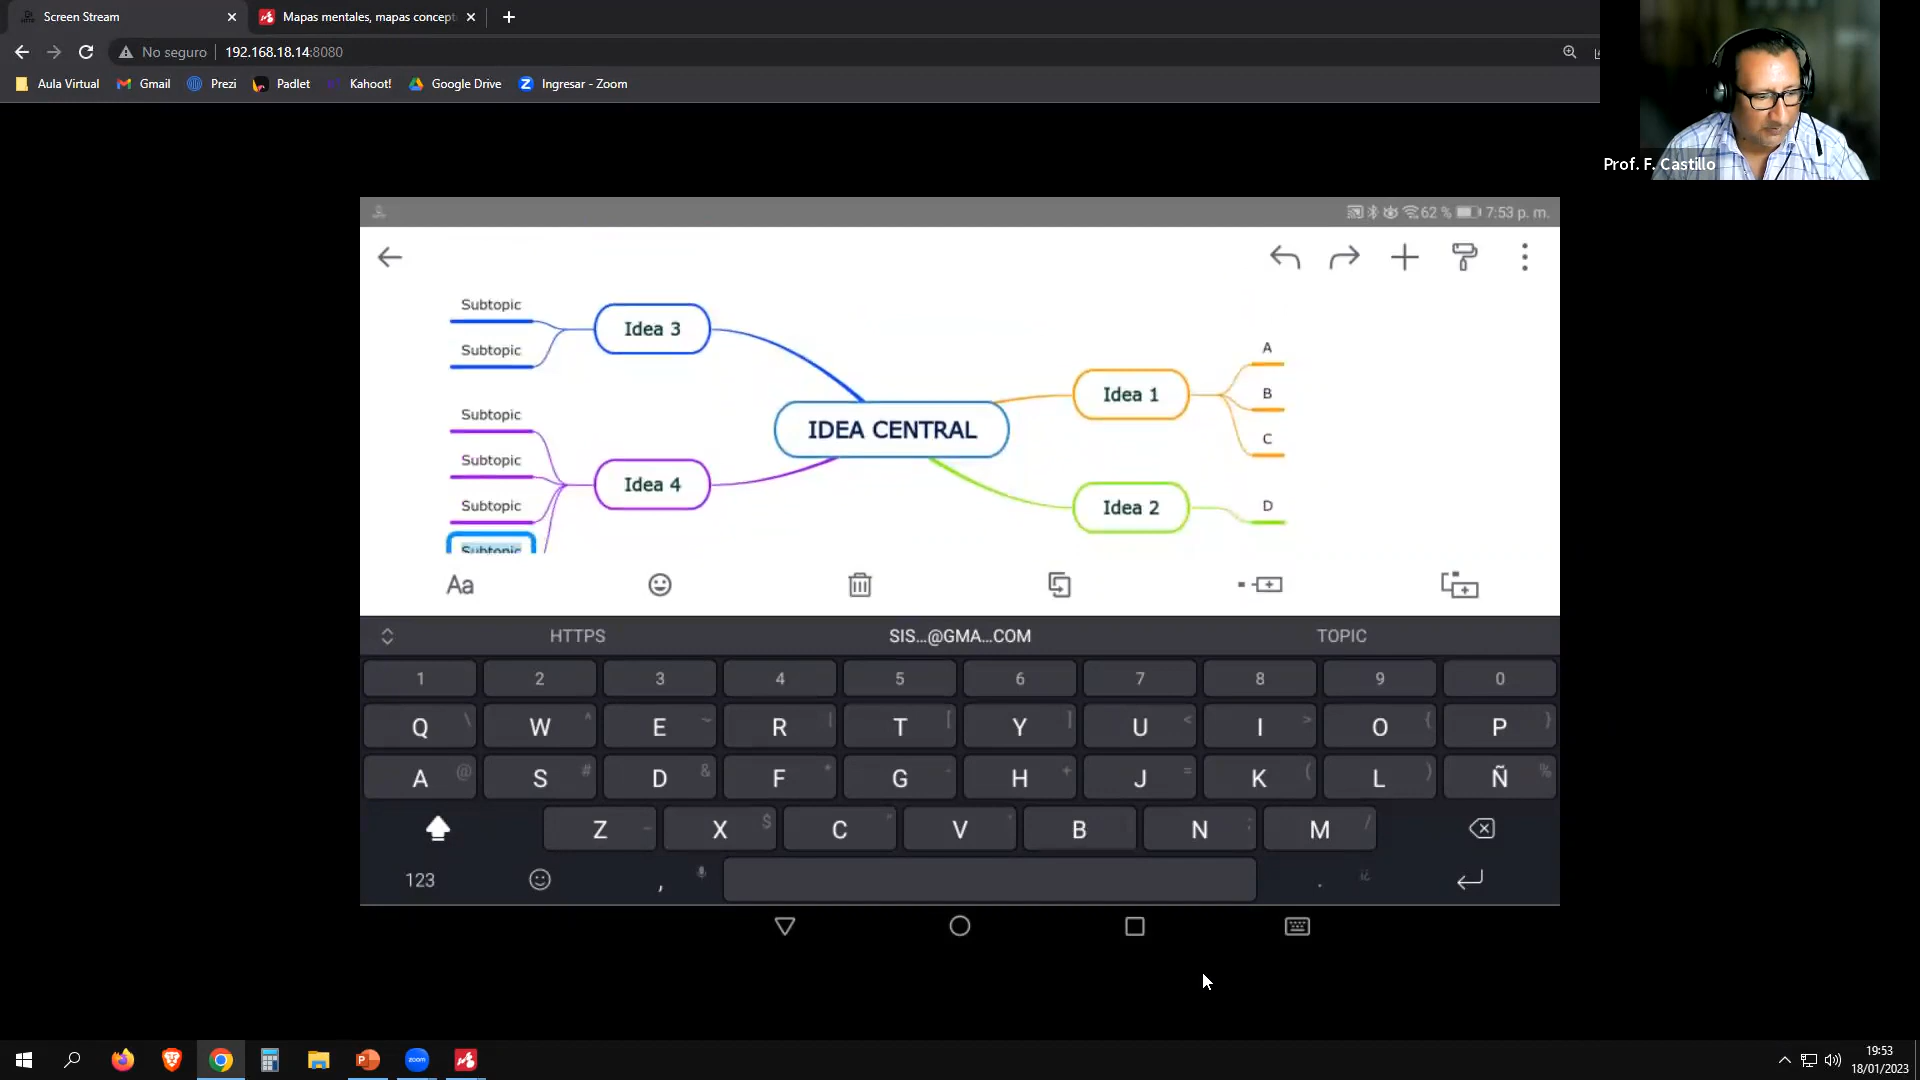 Screen Stream
Mapas mentales, mapas concept
No seguro
192.168.18.14:8080
Aula Virtual
Gmail
Prezi
Padlet
Kahoot!
Google Drive
Ingresar - Zoom
Prof. F. Castillo
62 %
7:53 p. m.
Subtopic
Subtopic
Idea 3
Subtopic
Subtopic
Subtopic
Subtopic
Idea 4
IDEA CENTRAL
Idea 1
A
B
C
Idea 2
D
Aa
HTTPS
SIS...@GMA...COM
TOPIC
1 2 3 4 5 6 7 8 9 0
Q W E R T Y U I O P
A S D F G H J K L Ñ
Z X C V B N M
123 , .
zoom
19:53
18/01/2023